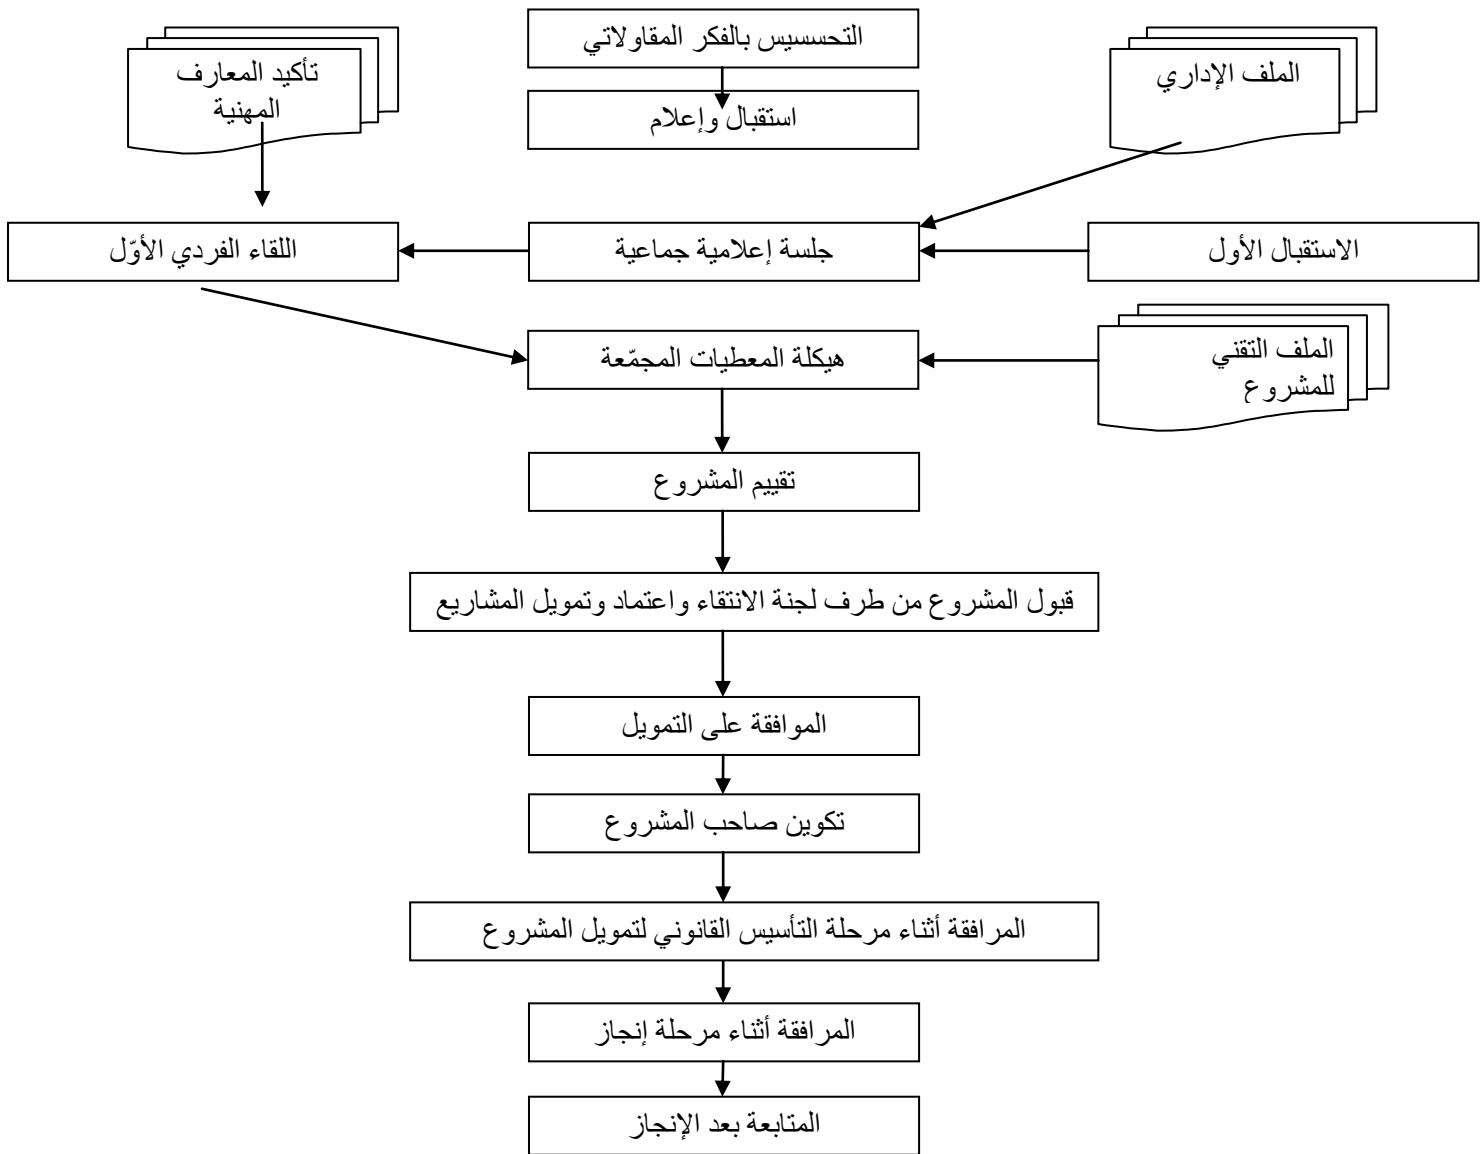 التحسسيس بالفكر المقاولاتي
الملف الإداري
تأكيد المعارف
المهنية
استقبال وإعلام
الاستقبال الأول
جلسة إعلامية جماعية
اللقاء الفردي الأوّل
الملف التقني
للمشروع
هيكلة المعطيات المجمّعة
تقييم المشروع
قبول المشروع من طرف لجنة الانتقاء واعتماد وتمويل المشاريع
الموافقة على التمويل
تكوين صاحب المشروع
المرافقة أثناء مرحلة التأسيس القانوني لتمويل المشروع
المرافقة أثناء مرحلة إنجاز
المتابعة بعد الإنجاز